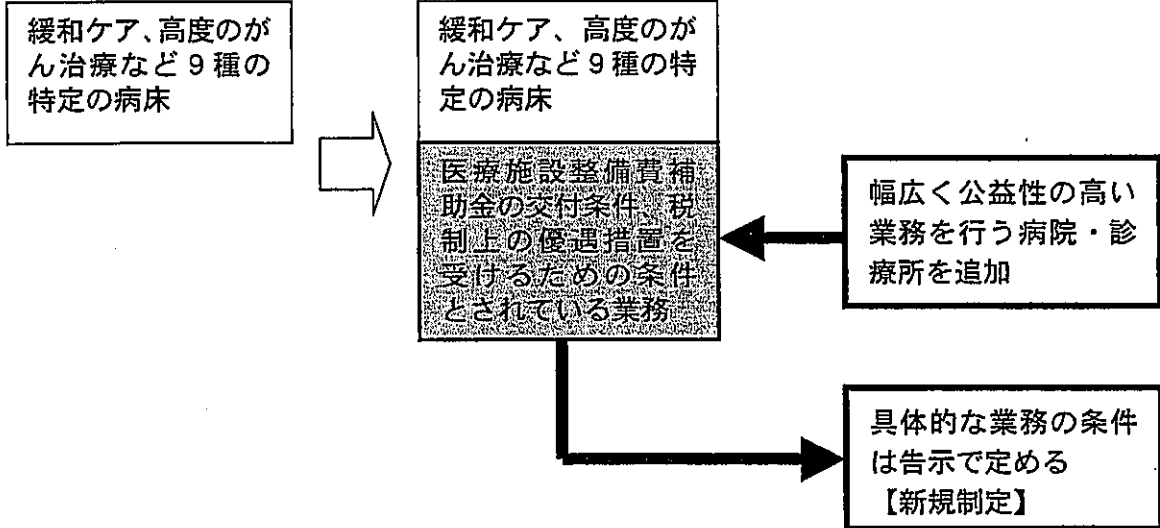 緩和ケア、高度のが
ん治療など9種の
特定の病床
緩和ケア、高度のが
ん治療など9種の特
定の病床
医療施設整備費補
助金の交付条件、税
制上の優遇措置を
受けるための条件
とされている業務
幅広く公益性の高い
業務を行う病院・診
療所を追加
具体的な業務の条件
は告示で定める
【新規制定】